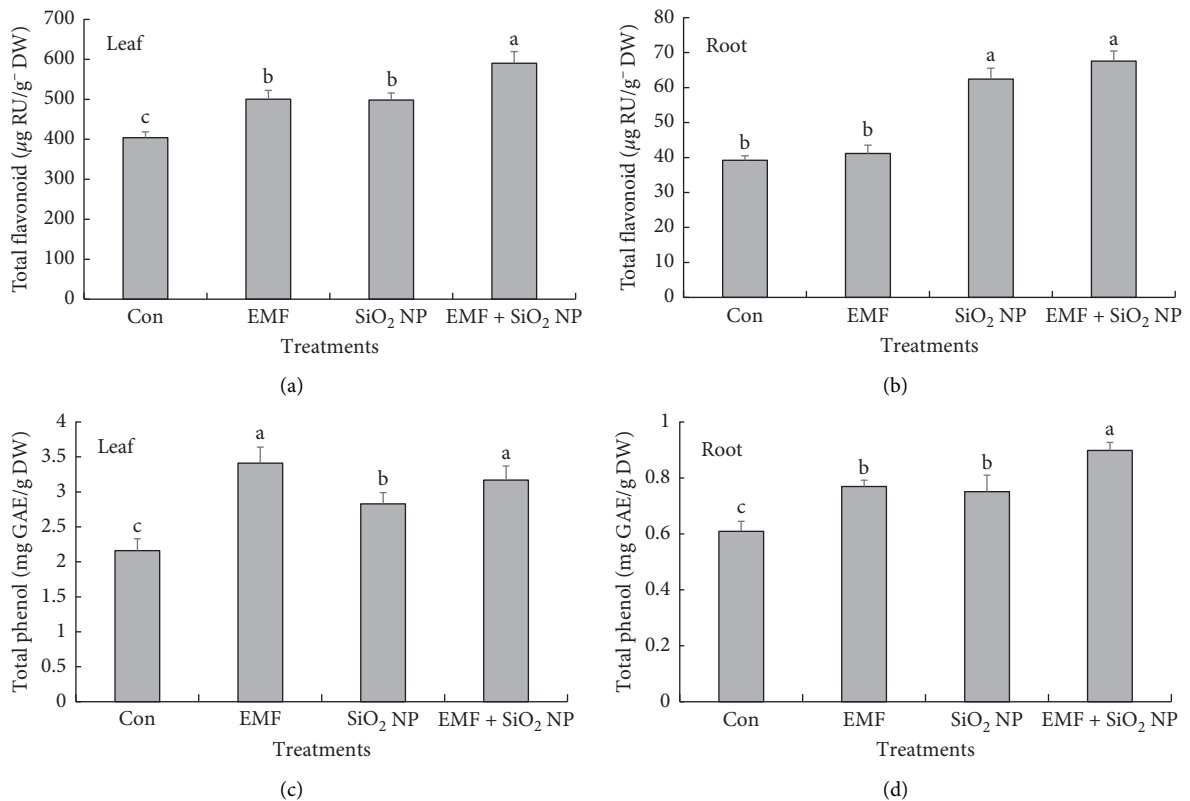 Total flavonoid (µg RU/g⁻ DW)
700
600
500
400
300
200
100
0
Leaf
c
b
b
a
Con
EMF
SiO₂ NP
EMF + SiO₂ NP
Treatments
(a)
Total flavonoid (µg RU/g⁻ DW)
80
70
60
50
40
30
20
10
0
Root
b
b
a
a
Con
EMF
SiO₂ NP
EMF + SiO₂ NP
Treatments
(b)
Total phenol (mg GAE/g DW)
4
3.5
3
2.5
2
1.5
1
0.5
0
Leaf
c
a
b
a
Con
EMF
SiO₂ NP
EMF + SiO₂ NP
Treatments
(c)
Total phenol (mg GAE/g DW)
1
0.8
0.6
0.4
0.2
0
Root
c
b
b
a
Con
EMF
SiO₂ NP
EMF + SiO₂ NP
Treatments
(d)